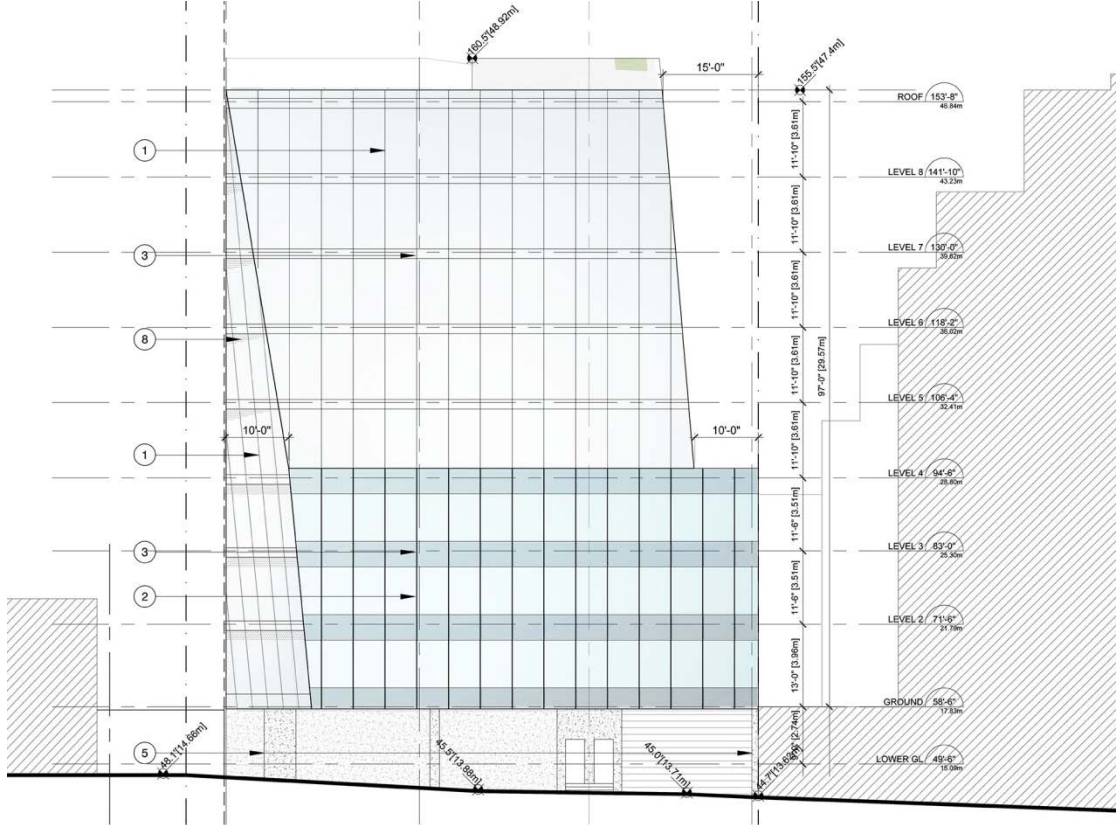 160.5'[48.92m]
15'-0"
155.5'[47.4m]
ROOF 153'-8"
46.84m
1
11'-10" [3.61m]
LEVEL 8 141'-10"
43.23m
11'-10" [3.61m]
3
LEVEL 7 130'-0"
39.62m
11'-10" [3.61m]
8
LEVEL 6 118'-2"
36.02m
11'-10" [3.61m]
97'-0" [29.57m]
LEVEL 5 106'-4"
32.41m
10'-0"
10'-0"
1
11'-10" [3.61m]
LEVEL 4 94'-6"
28.80m
11'-6" [3.51m]
3
LEVEL 3 83'-0"
25.30m
11'-6" [3.51m]
2
LEVEL 2 71'-6"
21.79m
13'-0" [3.96m]
GROUND 58'-6"
17.83m
5
48.1'[14.66m]
45.5'[13.88m]
45.0'[13.71m]
[2.74m]
LOWER GL 49'-6"
15.09m